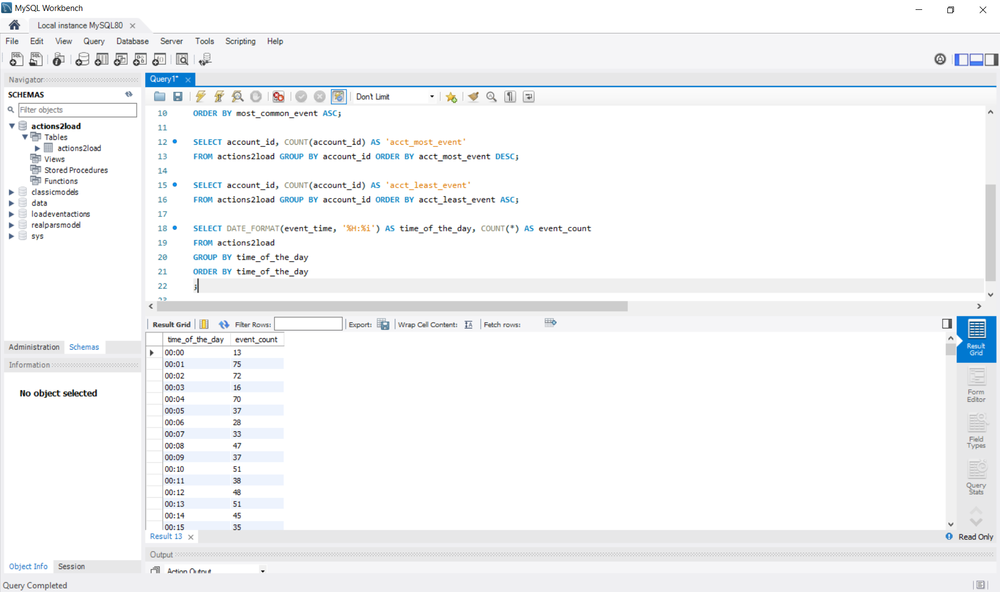 MySQL Workbench
Local instance MySQL80
File Edit View Query Database Server Tools Scripting Help
Navigator
SCHEMAS
Filter objects
actions2load
Tables
actions2load
Views
Stored Procedures
Functions
classicmodels
data
loadeventactions
realparsmodel
sys
Administration Schemas
Information
No object selected
Object Info Session
Query1*
Don't Limit
10 ORDER BY most_common_event ASC;
11
12 SELECT account_id, COUNT(account_id) AS 'acct_most_event'
13 FROM actions2load GROUP BY account_id ORDER BY acct_most_event DESC;
14
15 SELECT account_id, COUNT(account_id) AS 'acct_least_event'
16 FROM actions2load GROUP BY account_id ORDER BY acct_least_event ASC;
17
18 SELECT DATE_FORMAT(event_time, '%H:%i') AS time_of_the_day, COUNT(*) AS event_count
19 FROM actions2load
20 GROUP BY time_of_the_day
21 ORDER BY time_of_the_day
22 ;
23
Result Grid Filter Rows: Export: Wrap Cell Content: Fetch rows:
time_of_the_day event_count
00:00 13
00:01 75
00:02 72
00:03 16
00:04 70
00:05 37
00:06 28
00:07 33
00:08 47
00:09 37
00:10 51
00:11 38
00:12 48
00:13 51
00:14 45
00:15 35
Result Grid
Form Editor
Field Types
Query Stats
Result 13
Read Only
Output
Action Output
Query Completed